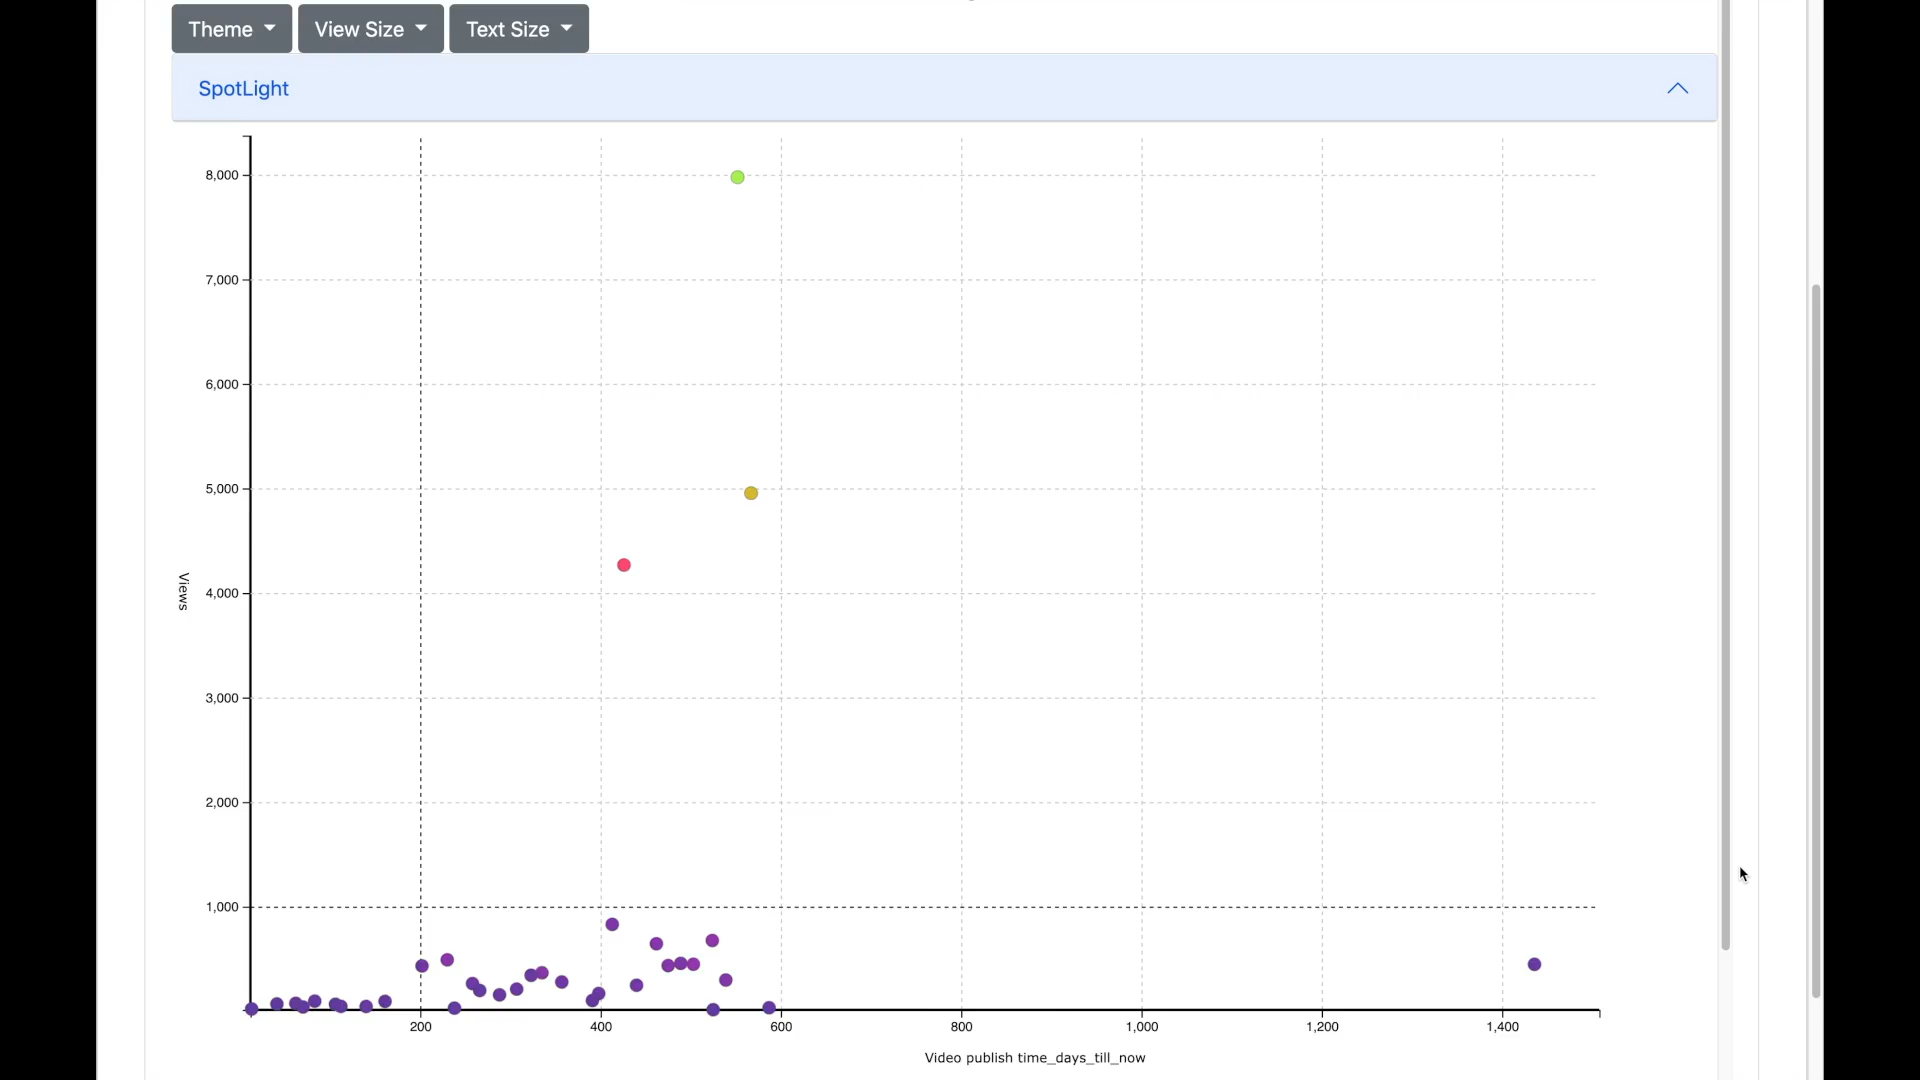 Theme
View Size
Text Size
SpotLight
8,000
7,000
6,000
5,000
4,000
3,000
2,000
1,000
Views
200
400
600
800
1,000
1,200
1,400
Video publish time_days_till_now